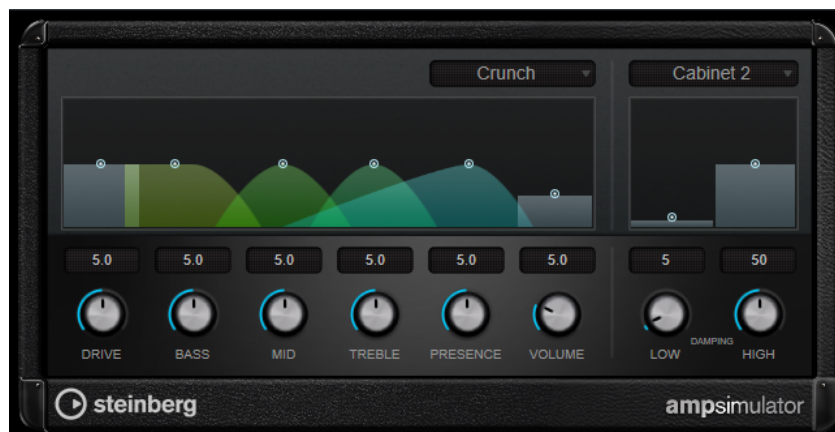 Crunch
Cabinet 2
5.0 5.0 5.0 5.0 5.0 5.0 5 50
DRIVE BASS MID TREBLE PRESENCE VOLUME LOW DAMPING HIGH
steinberg
ampsimulator